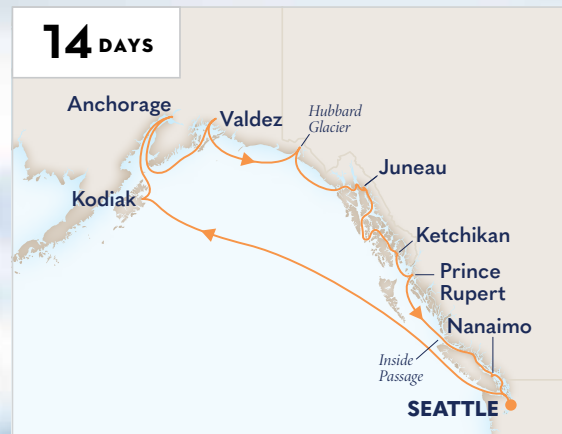 14 DAYS
Anchorage
Valdez
Hubbard
Glacier
Juneau
Kodiak
Ketchikan
Prince
Rupert
Nanaimo
Inside
Passage
SEATTLE